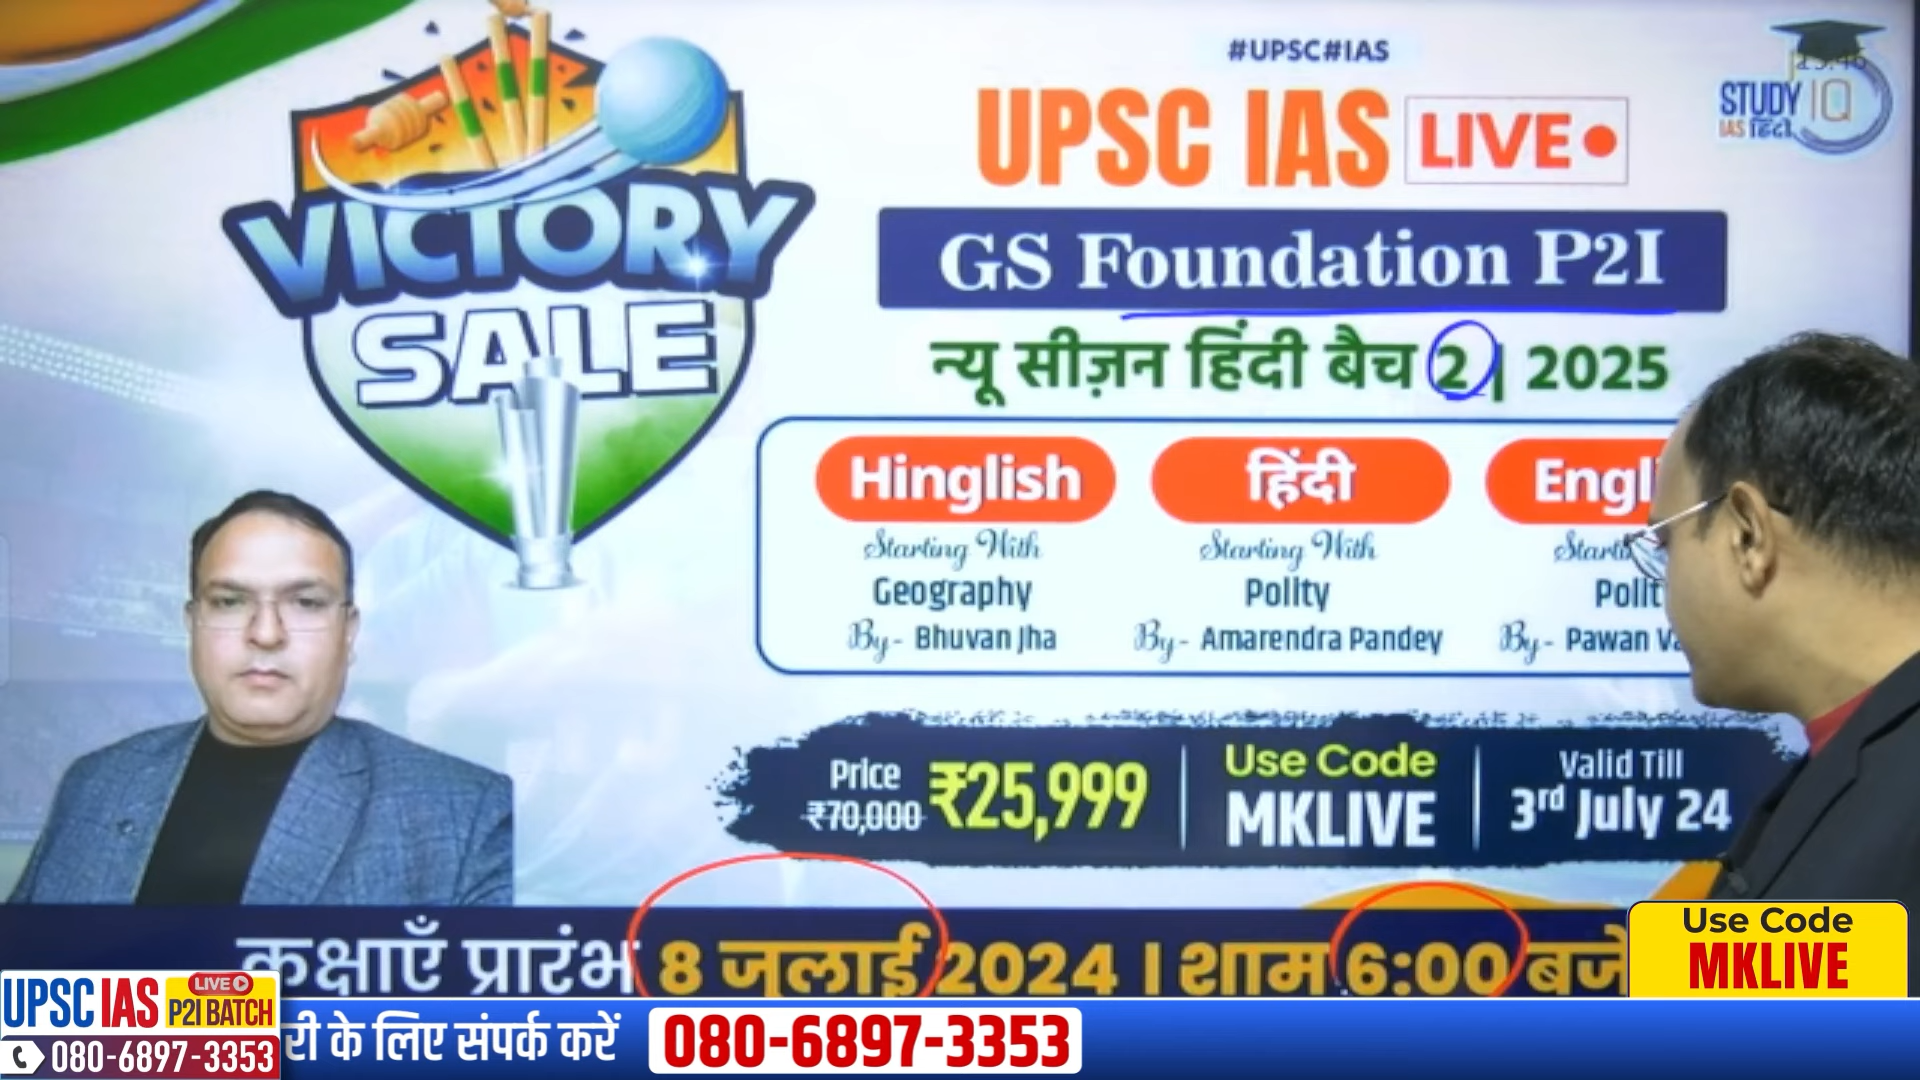 #UPSC#IAS
STUDY IQ
IAS हिंदी
UPSC IAS LIVE
GS Foundation P2I
न्यू सीज़न हिंदी बैच 2 | 2025
VICTORY
SALE
Hinglish
Starting With
Geography
By- Bhuvan Jha
हिंदी
Starting With
Polity
By- Amarendra Pandey
By- Pawan
Price
₹70,000 ₹25,999
Use Code
MKLIVE
Valid Till
3rd July 24
कक्षाएँ प्रारंभ 8 जुलाई 2024 । शाम 6:00 बजे
Use Code
MKLIVE
UPSC IAS LIVE
P2I BATCH
080-6897-3353
के लिए संपर्क करें 080-6897-3353